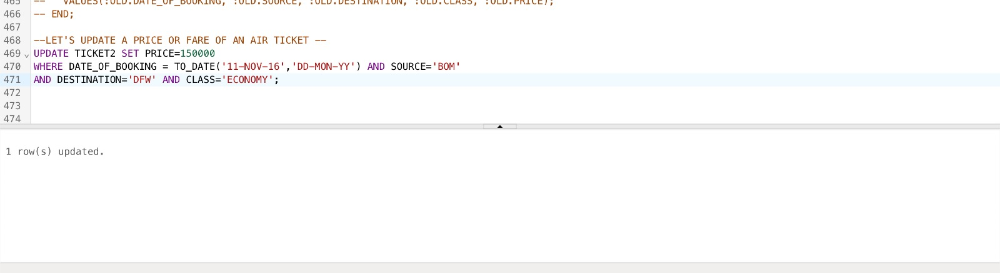 465 --   VALUES(:OLD.DATE_OF_BOOKING, :OLD.SOURCE, :OLD.DESTINATION, :OLD.CLASS, :OLD.PRICE);
466 -- END;
467
468 --LET'S UPDATE A PRICE OR FARE OF AN AIR TICKET --
469 UPDATE TICKET2 SET PRICE=150000
470 WHERE DATE_OF_BOOKING = TO_DATE('11-NOV-16','DD-MON-YY') AND SOURCE='BOM'
471 AND DESTINATION='DFW' AND CLASS='ECONOMY';
472
473
474
1 row(s) updated.